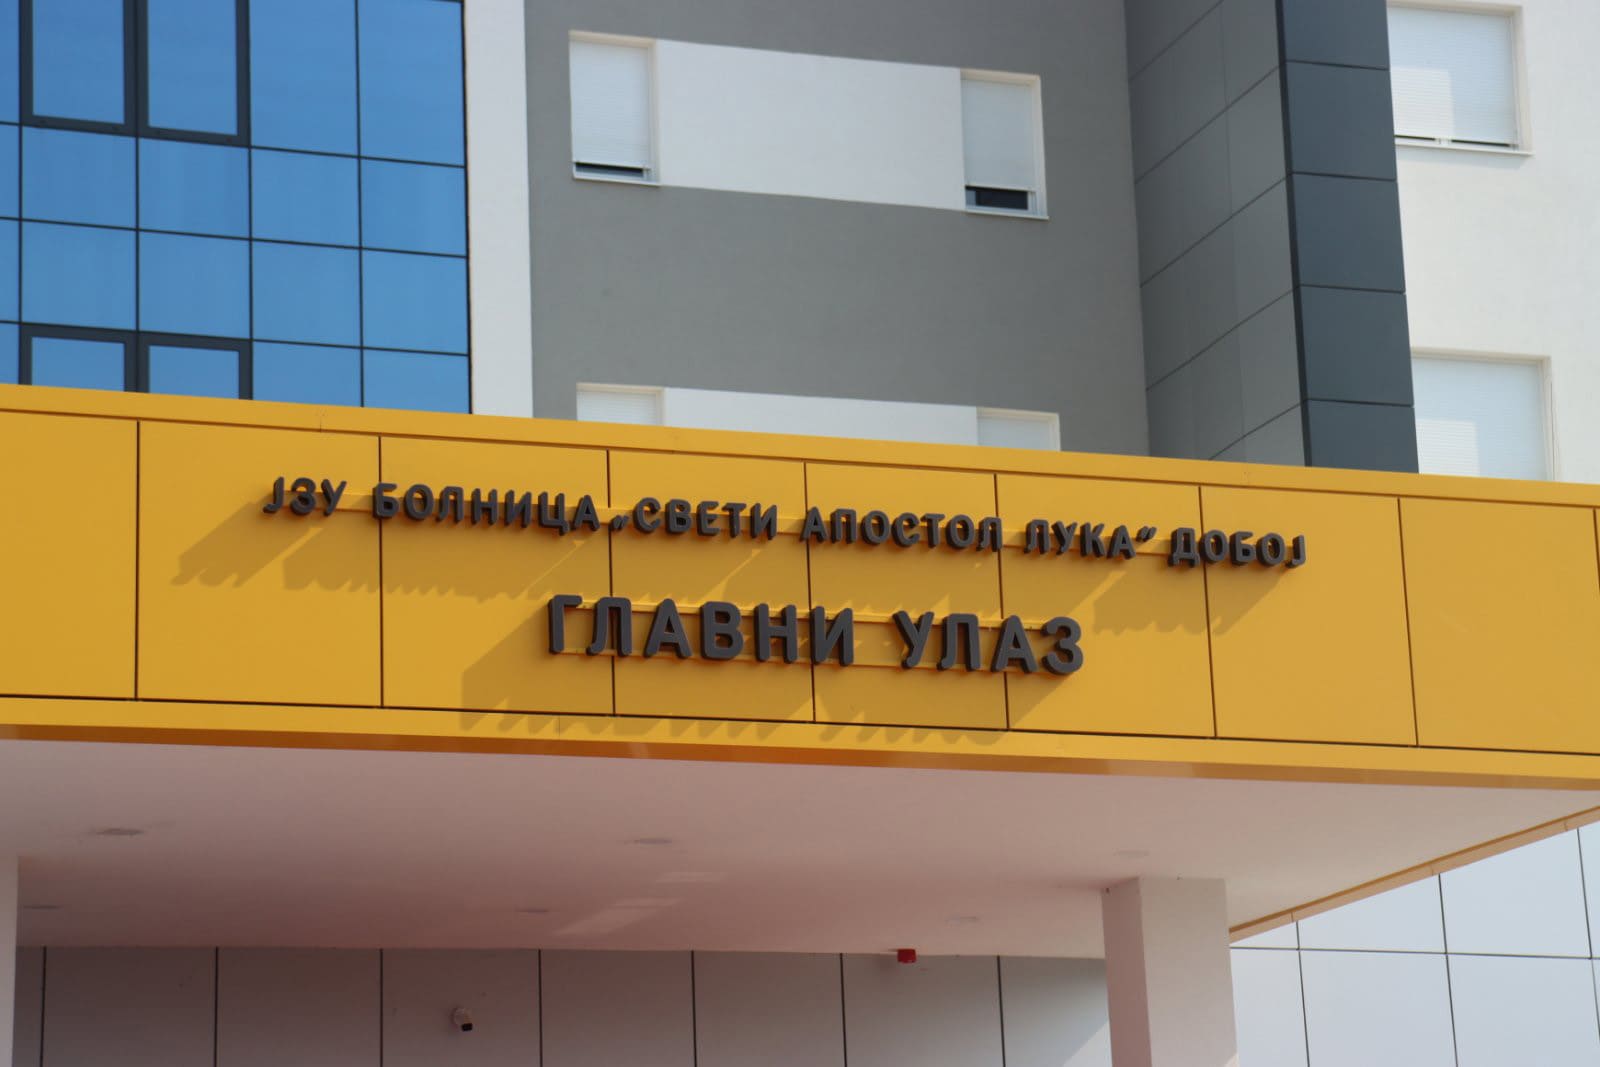 ЈЗУ БОЛНИЦА „СВЕТИ АПОСТОЛ ЛУКА” ДОБОЈ
ГЛАВНИ УЛАЗ